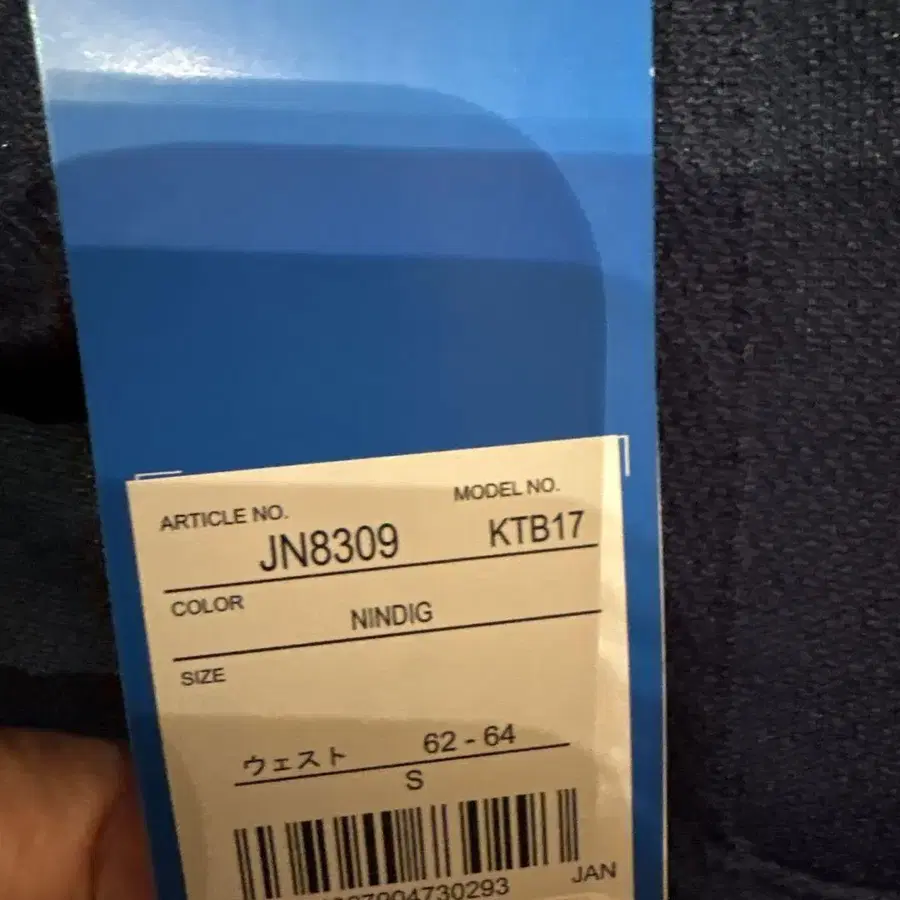 ARTICLE NO.
MODEL NO.
JN8309
KTB17
COLOR
NINDIG
SIZE
ウェスト 62 - 64
S
JAN